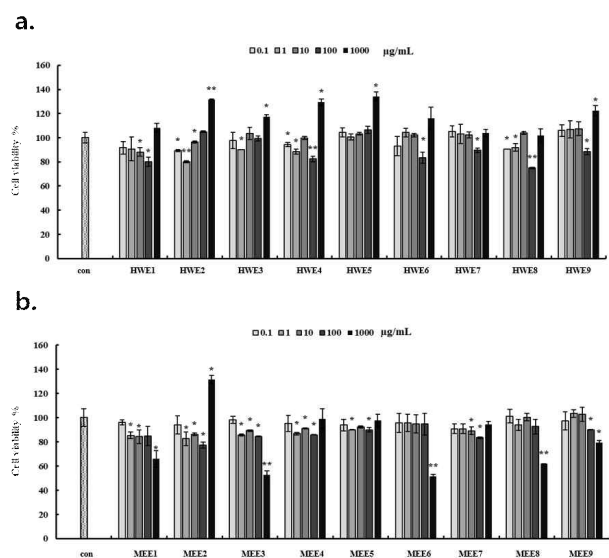 a.
0.1 1 10 100 1000 µg/mL
160
140
120
100
80
60
40
20
0
Cell viability %
** * * * * ** * * * * * ** * * * * * * ** * *
con HWE1 HWE2 HWE3 HWE4 HWE5 HWE6 HWE7 HWE8 HWE9
b.
0.1 1 10 100 1000 µg/mL
160
140
120
100
80
60
40
20
0
Cell viability %
con MEE1 MEE2 MEE3 MEE4 MEE5 MEE6 MEE7 MEE8 MEE9